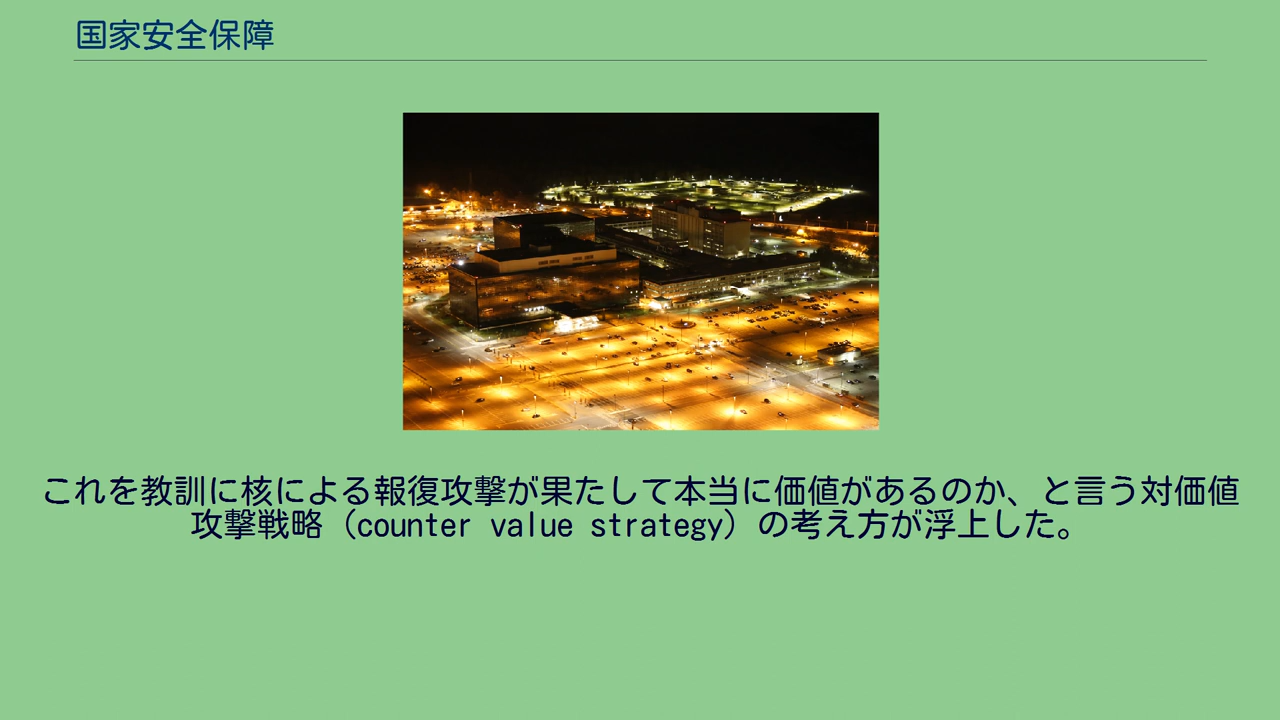 国家安全保障
これを教訓に核による報復攻撃が果たして本当に価値があるのか、と言う対価値
攻撃戦略（counter value strategy）の考え方が浮上した。